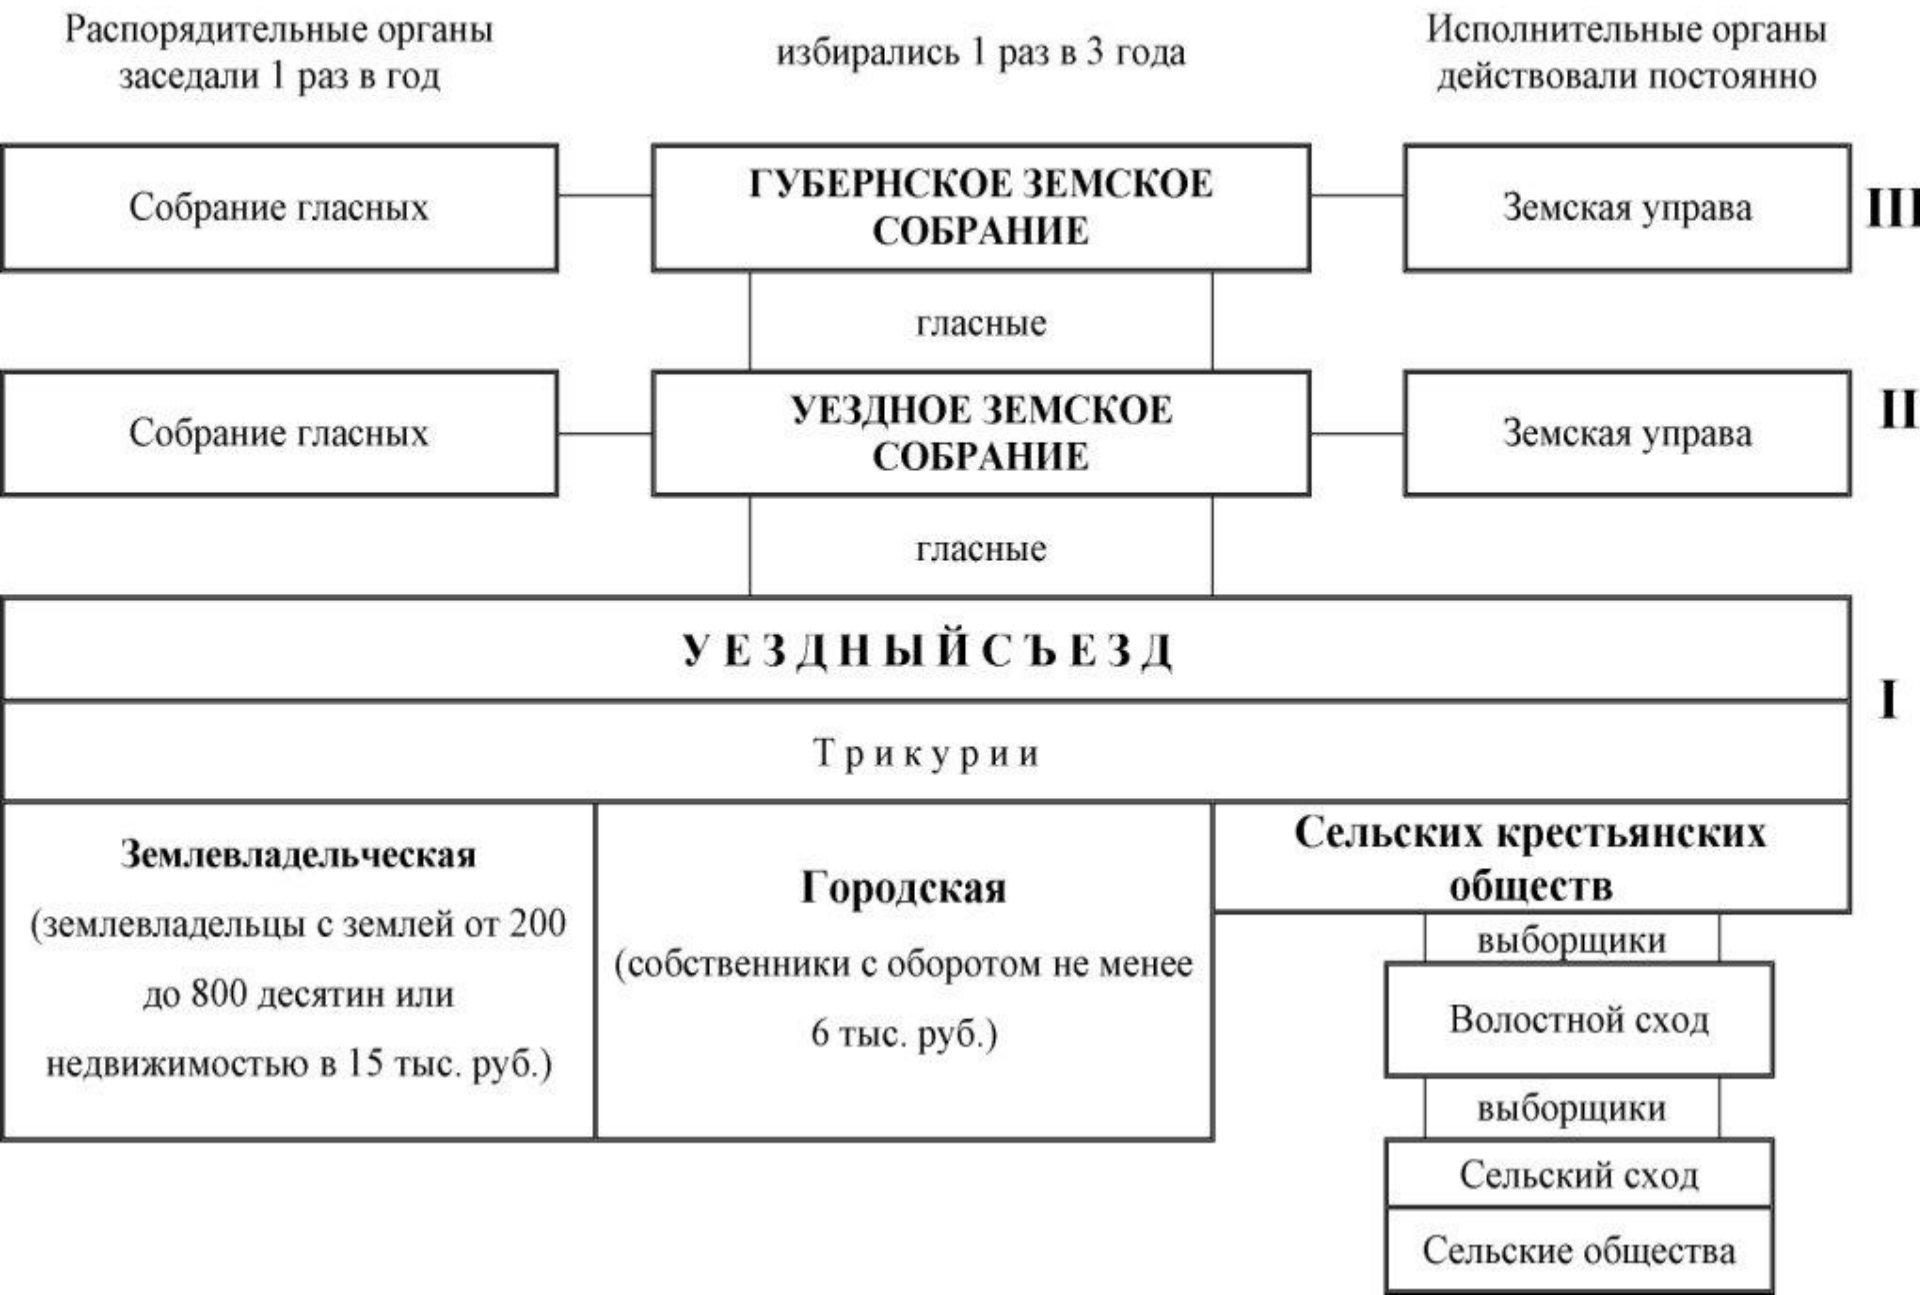 Распорядительные органы
заседали 1 раз в год
избирались 1 раз в 3 года
Исполнительные органы
действовали постоянно
Собрание гласных
ГУБЕРНСКОЕ ЗЕМСКОЕ
СОБРАНИЕ
Земская управа
III
гласные
Собрание гласных
УЕЗДНОЕ ЗЕМСКОЕ
СОБРАНИЕ
Земская управа
II
гласные
У Е З Д Н Ы Й С Ъ Е З Д
I
Т р и к у р и и
Землевладельческая
(землевладельцы с землей от 200
до 800 десятин или
недвижимостью в 15 тыс. руб.)
Городская
(собственники с оборотом не менее
6 тыс. руб.)
Сельских крестьянских
обществ
выборщики
Волостной сход
выборщики
Сельский сход
Сельские общества